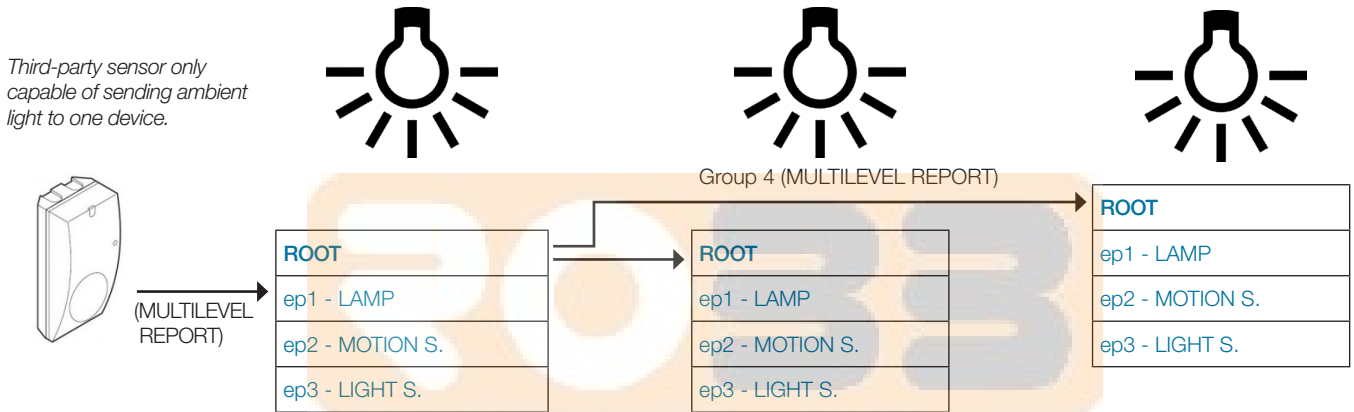 Third-party sensor only
capable of sending ambient
light to one device.
Group 4 (MULTILEVEL REPORT)
(MULTILEVEL
REPORT)
ROOT
ep1 - LAMP
ep2 - MOTION S.
ep3 - LIGHT S.
ROOT
ep1 - LAMP
ep2 - MOTION S.
ep3 - LIGHT S.
ROOT
ep1 - LAMP
ep2 - MOTION S.
ep3 - LIGHT S.